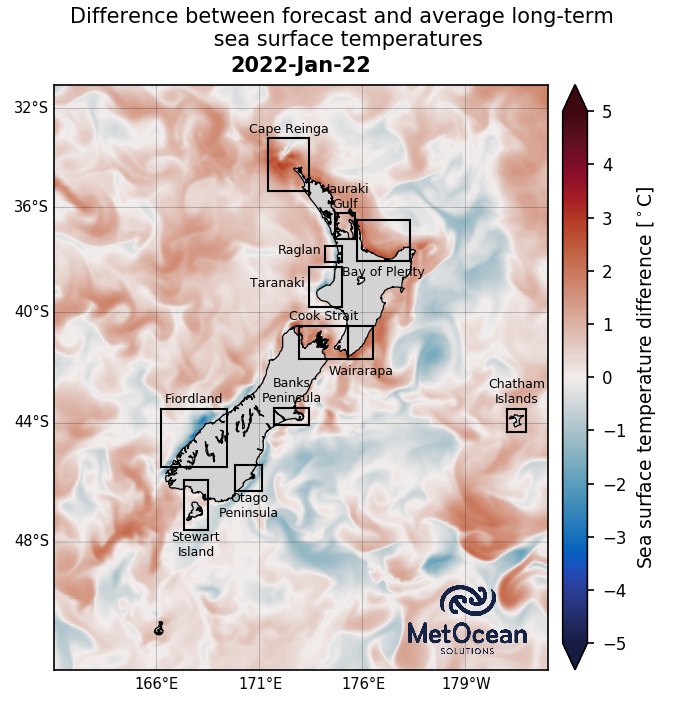 Difference between forecast and average long-term
sea surface temperatures
2022-Jan-22
32°S
36°S
40°S
44°S
48°S
Cape Reinga
Hauraki
Gulf
Raglan
Bay of Plenty
Taranaki
Cook Strait
Wairarapa
Banks
Peninsula
Fiordland
Chatham
Islands
Otago
Peninsula
Stewart
Island
MetOcean
SOLUTIONS
166°E
171°E
176°E
179°W
5
4
3
2
1
0
−1
−2
−3
−4
−5
Sea surface temperature difference [°C]